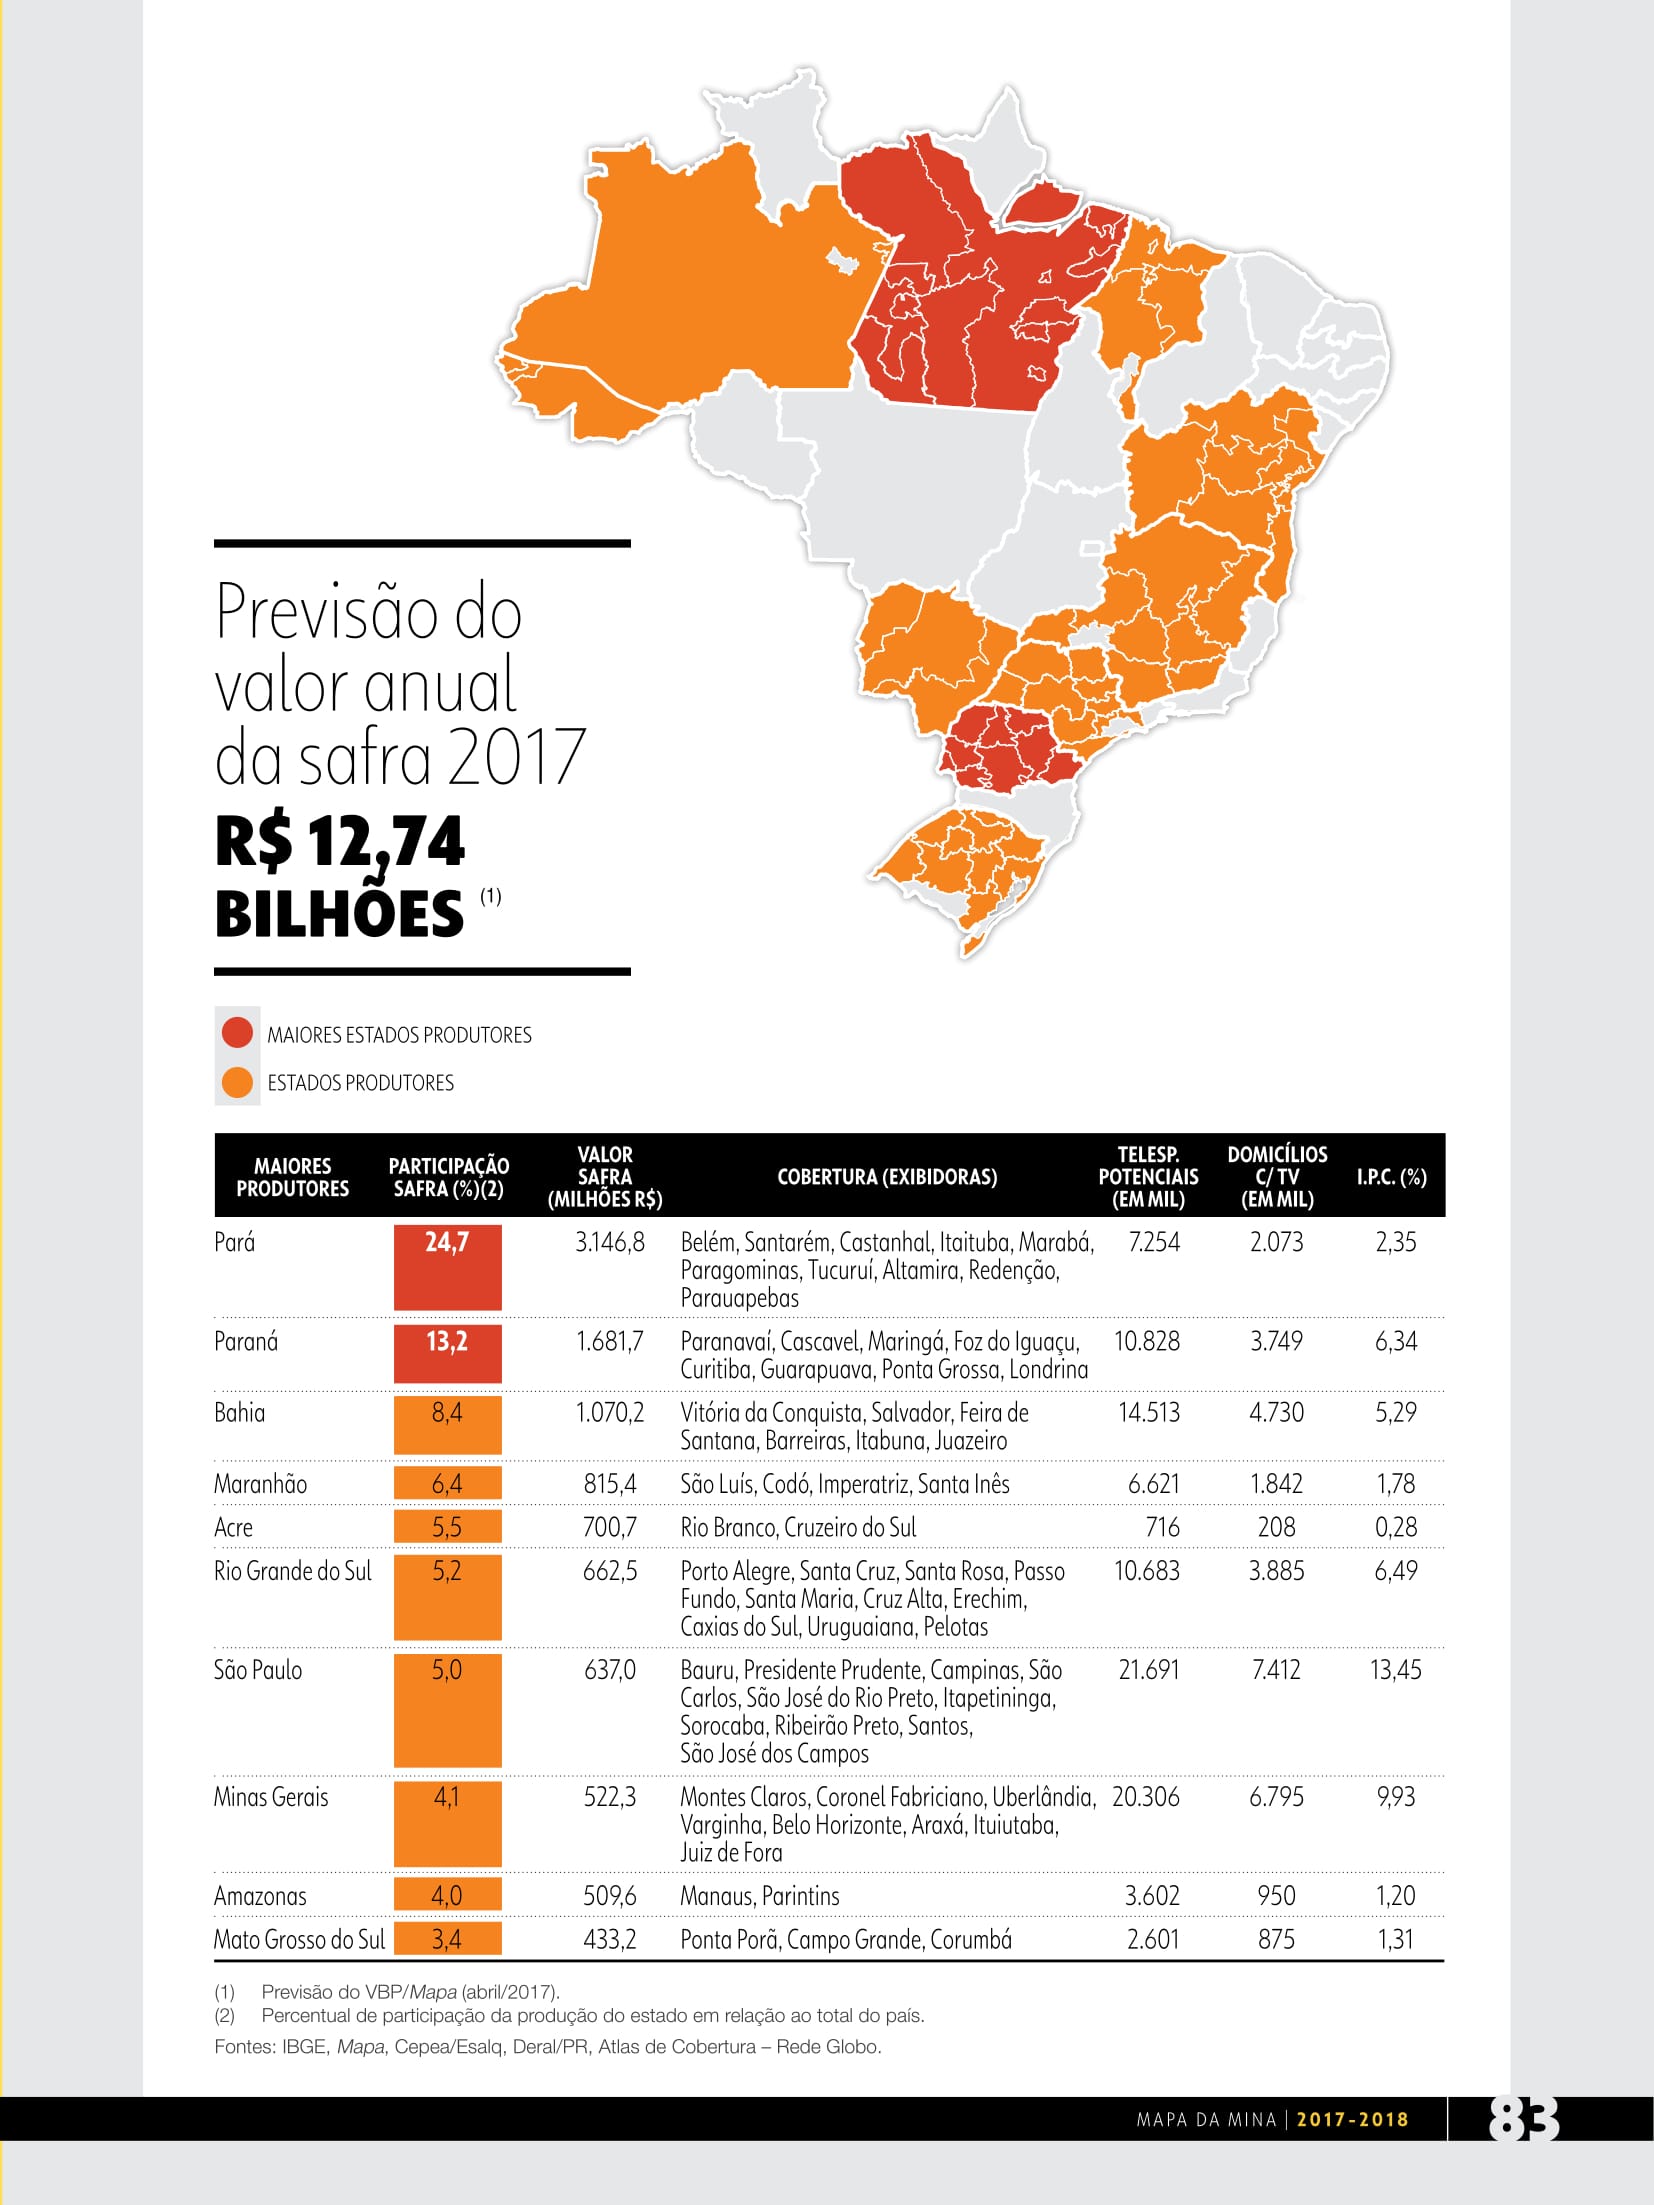 Previsão do
valor anual
da safra 2017
R$ 12,74
BILHÕES (1)
MAIORES ESTADOS PRODUTORES
ESTADOS PRODUTORES
MAIORES PRODUTORES PARTICIPAÇÃO SAFRA (%)(2) VALOR SAFRA (MILHÕES R$) COBERTURA (EXIBIDORAS) TELESP. POTENCIAIS (EM MIL) DOMICÍLIOS C/ TV (EM MIL) I.P.C. (%)
Pará 24,7 3.146,8 Belém, Santarém, Castanhal, Itaituba, Marabá, 7.254 2.073 2,35
Paragominas, Tucuruí, Altamira, Redenção,
Parauapebas
Paraná 13,2 1.681,7 Paranavaí, Cascavel, Maringá, Foz do Iguaçu, 10.828 3.749 6,34
Curitiba, Guarapuava, Ponta Grossa, Londrina
Bahia 8,4 1.070,2 Vitória da Conquista, Salvador, Feira de 14.513 4.730 5,29
Santana, Barreiras, Itabuna, Juazeiro
Maranhão 6,4 815,4 São Luís, Codó, Imperatriz, Santa Inês 6.621 1.842 1,78
Acre 5,5 700,7 Rio Branco, Cruzeiro do Sul 716 208 0,28
Rio Grande do Sul 5,2 662,5 Porto Alegre, Santa Cruz, Santa Rosa, Passo 10.683 3.885 6,49
Fundo, Santa Maria, Cruz Alta, Erechim,
Caxias do Sul, Uruguaiana, Pelotas
São Paulo 5,0 637,0 Bauru, Presidente Prudente, Campinas, São 21.691 7.412 13,45
Carlos, São José do Rio Preto, Itapetininga,
Sorocaba, Ribeirão Preto, Santos,
São José dos Campos
Minas Gerais 4,1 522,3 Montes Claros, Coronel Fabriciano, Uberlândia, 20.306 6.795 9,93
Varginha, Belo Horizonte, Araxá, Ituiutaba,
Juiz de Fora
Amazonas 4,0 509,6 Manaus, Parintins 3.602 950 1,20
Mato Grosso do Sul 3,4 433,2 Ponta Porã, Campo Grande, Corumbá 2.601 875 1,31
(1) Previsão do VBP/Mapa (abril/2017).
(2) Percentual de participação da produção do estado em relação ao total do país.
Fontes: IBGE, Mapa, Cepea/Esalq, Deral/PR, Atlas de Cobertura – Rede Globo.
MAPA DA MINA | 2017-2018 83